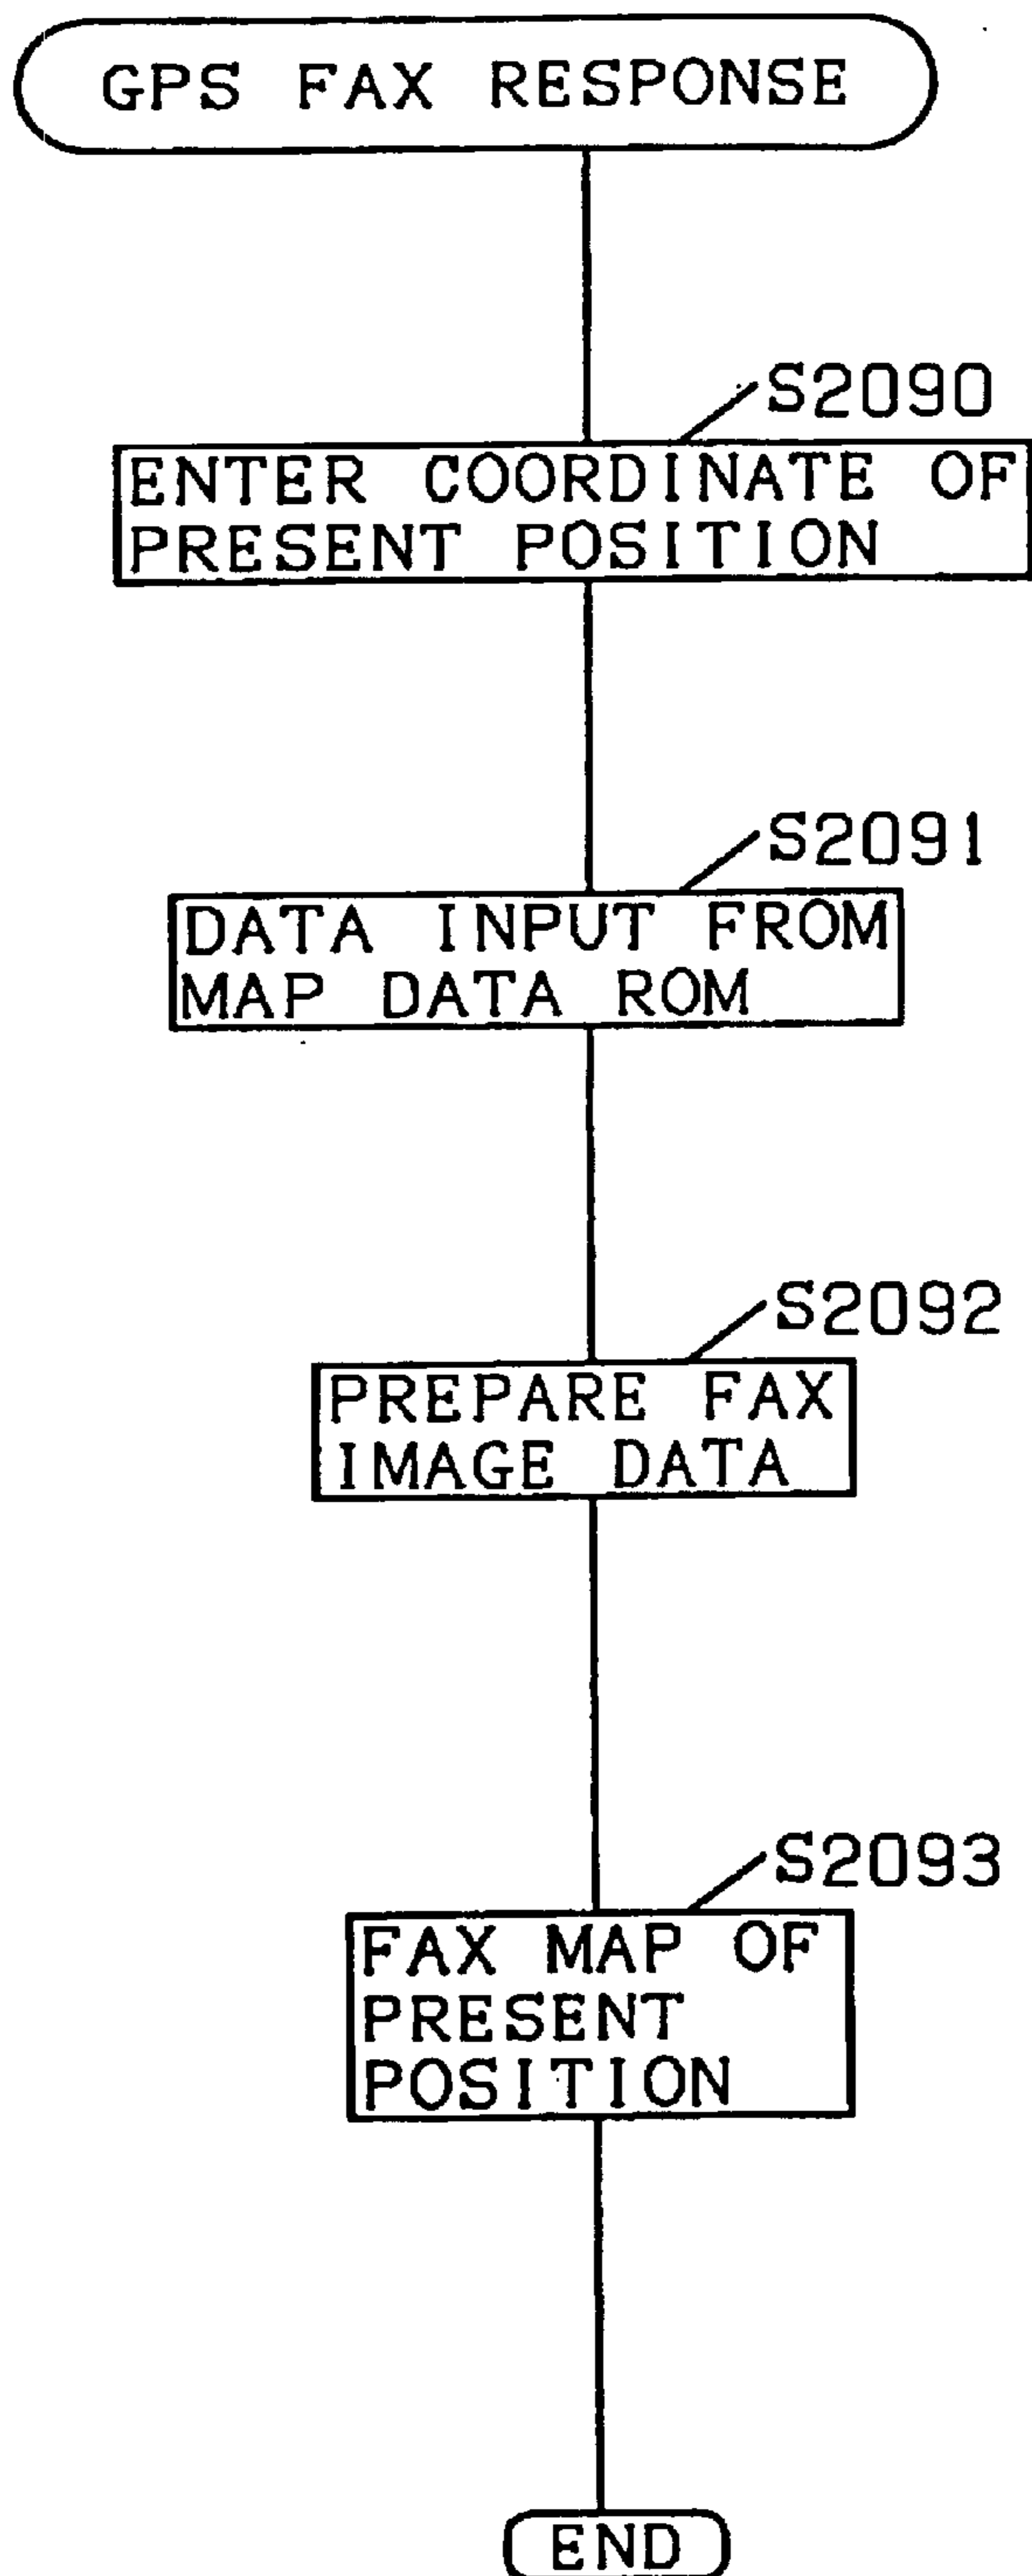 GPS FAX RESPONSE
S2090
ENTER COORDINATE OF
PRESENT POSITION
S2091
DATA INPUT FROM
MAP DATA ROM
S2092
PREPARE FAX
IMAGE DATA
S2093
FAX MAP OF
PRESENT
POSITION
END